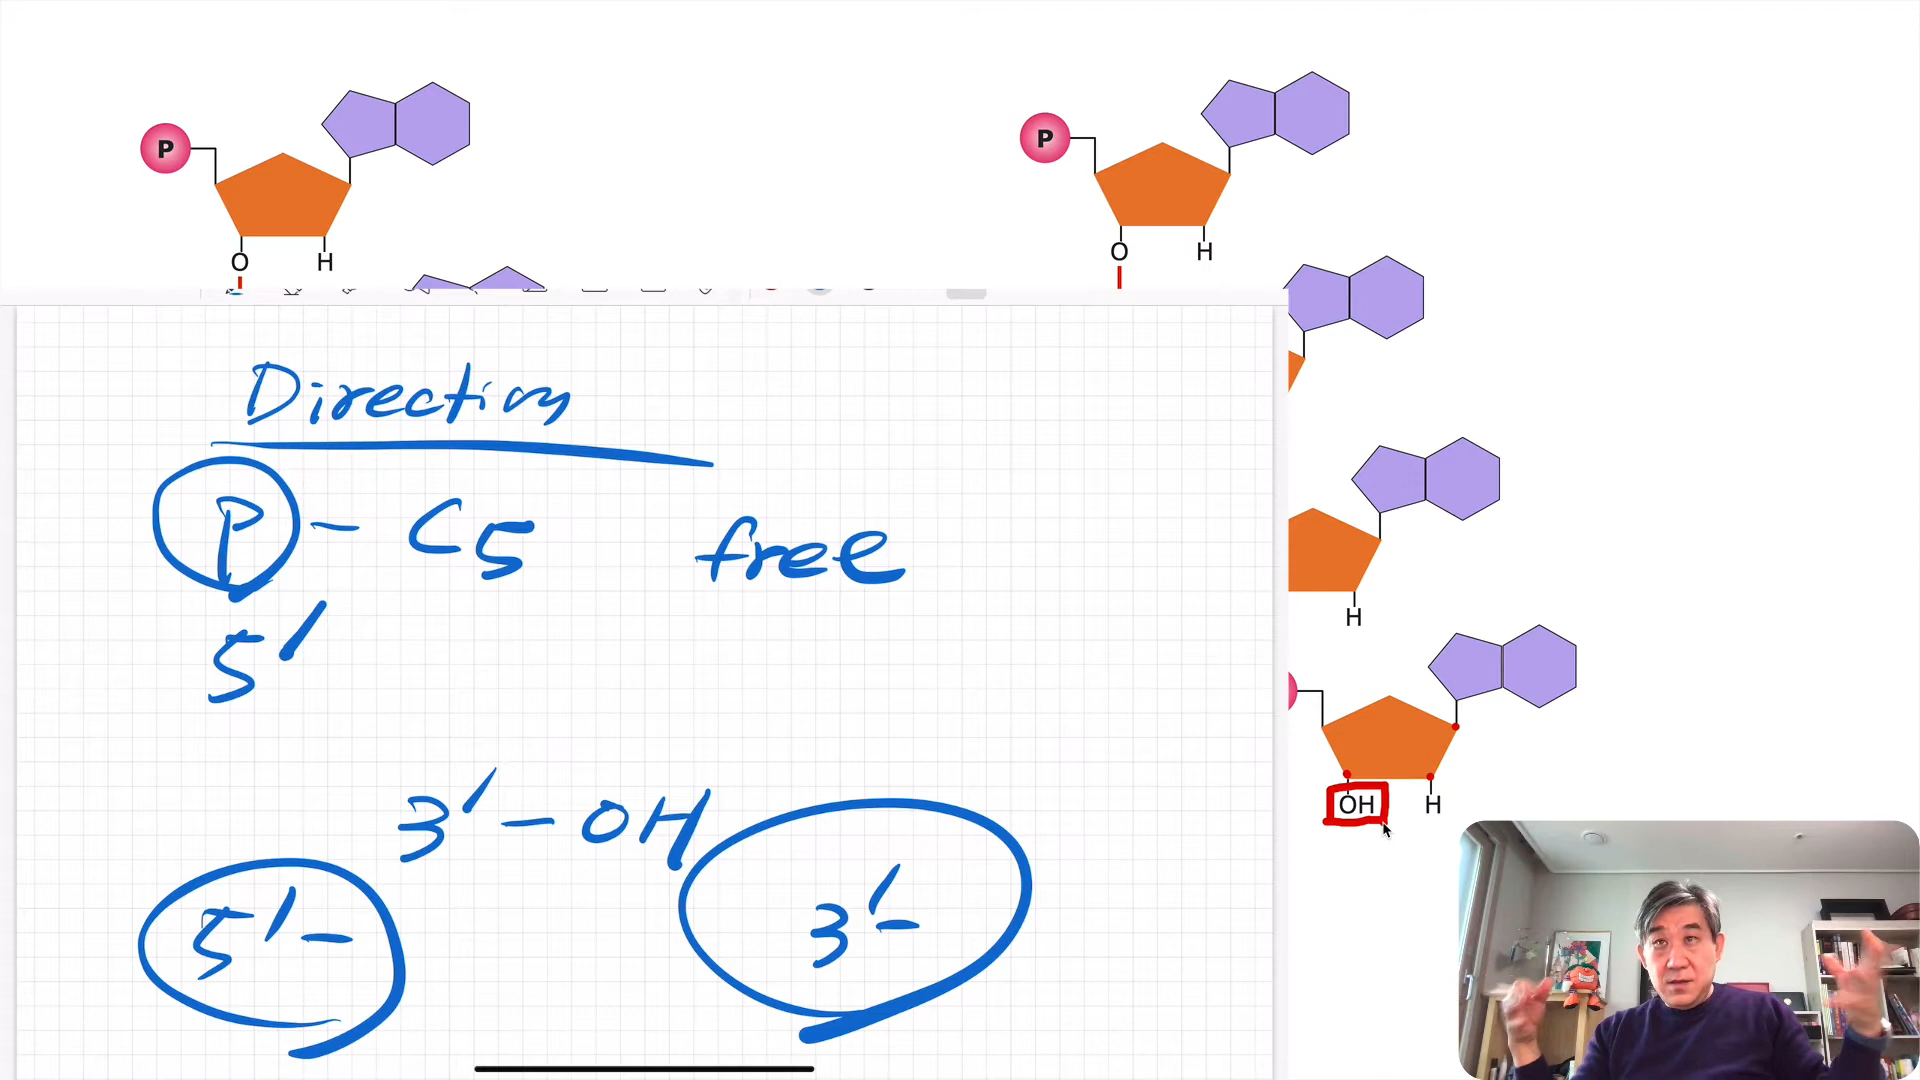 P
P
O H
O H
Direction
P - C5 free
5'
H
3' - OH
OH H
5' - 3' -